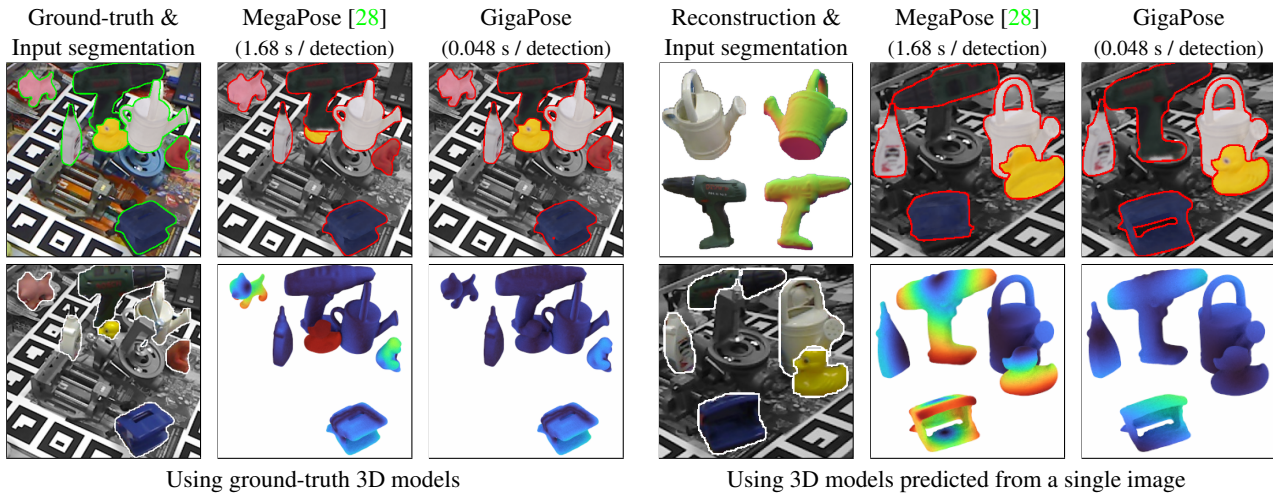 Ground-truth & Input segmentation
MegaPose [28]
(1.68 s / detection)
GigaPose
(0.048 s / detection)
Reconstruction & Input segmentation
MegaPose [28]
(1.68 s / detection)
GigaPose
(0.048 s / detection)
Using ground-truth 3D models
Using 3D models predicted from a single image